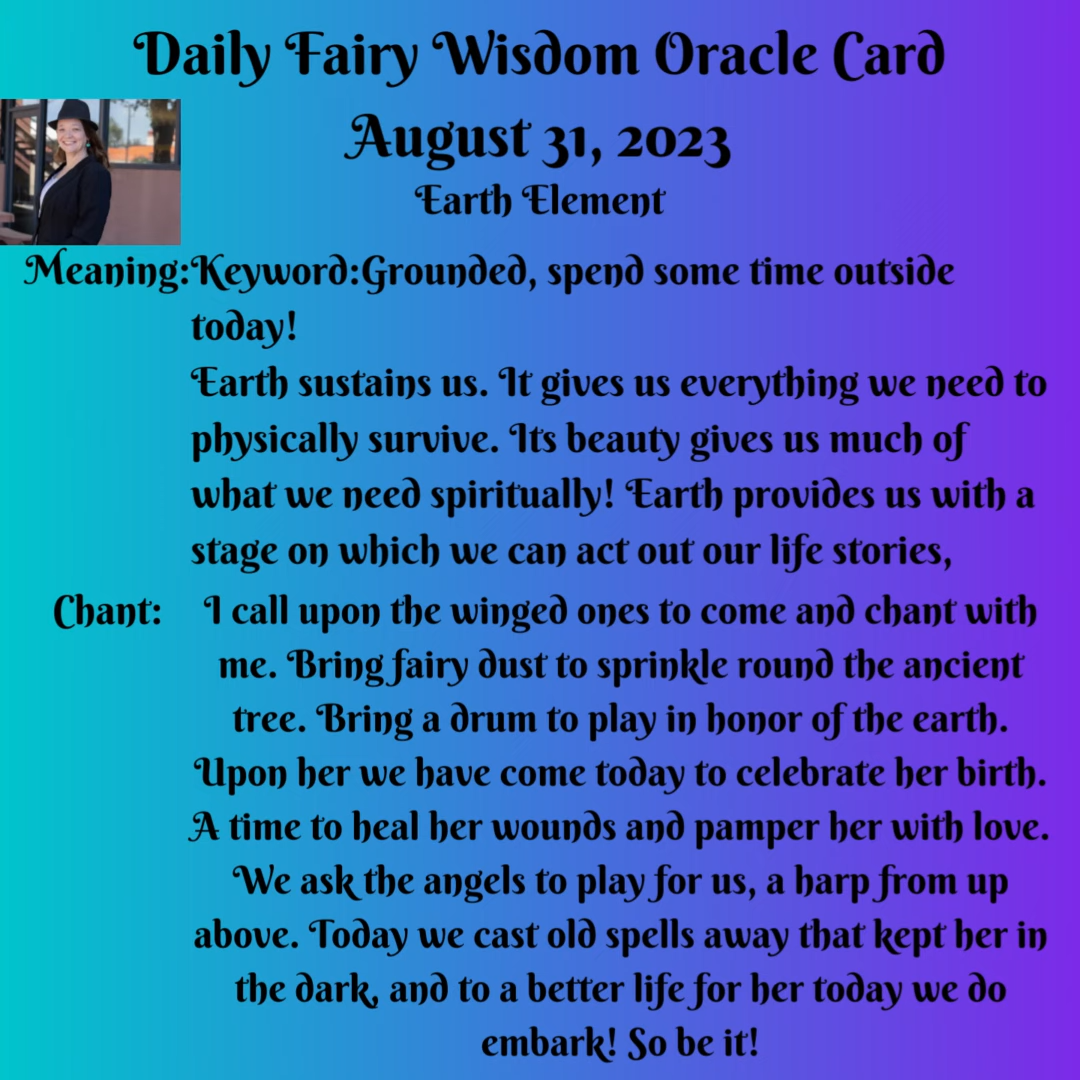 Daily Fairy Wisdom Oracle Card
August 31, 2023
Earth Element
Meaning:Keyword:Grounded, spend some time outside
today!
Earth sustains us. It gives us everything we need to
physically survive. Its beauty gives us much of
what we need spiritually! Earth provides us with a
stage on which we can act out our life stories,
Chant: I call upon the winged ones to come and chant with
me. Bring fairy dust to sprinkle round the ancient
tree. Bring a drum to play in honor of the earth.
Upon her we have come today to celebrate her birth.
A time to heal her wounds and pamper her with love.
We ask the angels to play for us, a harp from up
above. Today we cast old spells away that kept her in
the dark, and to a better life for her today we do
embark! So be it!